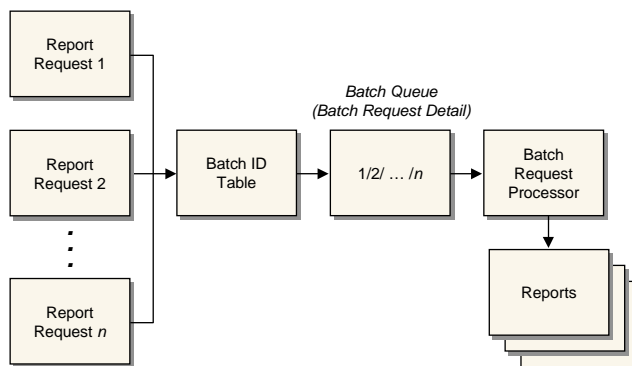 Report
Request 1
Batch Queue
(Batch Request Detail)
Report
Request 2
Batch ID
Table
1/2/ … /n
Batch
Request
Processor
Report
Request n
Reports